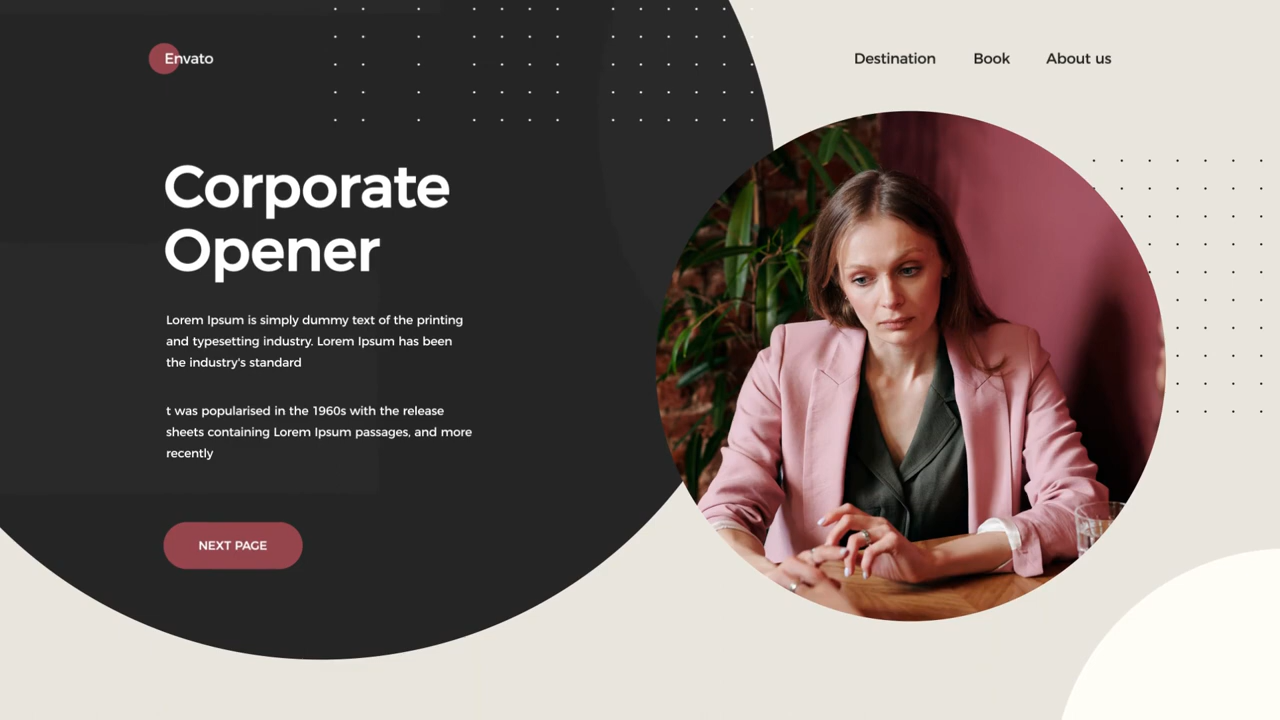 Envato
Destination
Book
About us
Corporate
Opener
Lorem Ipsum is simply dummy text of the printing
and typesetting industry. Lorem Ipsum has been
the industry's standard
t was popularised in the 1960s with the release
sheets containing Lorem Ipsum passages, and more
recently
NEXT PAGE